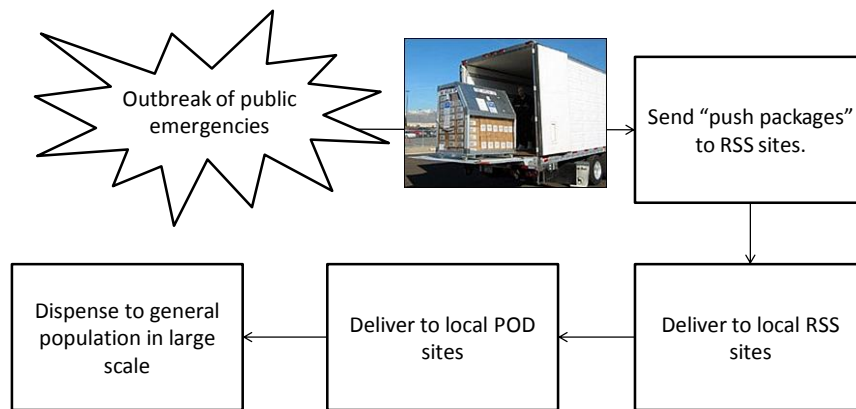 Outbreak of public
emergencies
Send “push packages”
to RSS sites.
Deliver to local RSS
sites
Deliver to local POD
sites
Dispense to general
population in large
scale